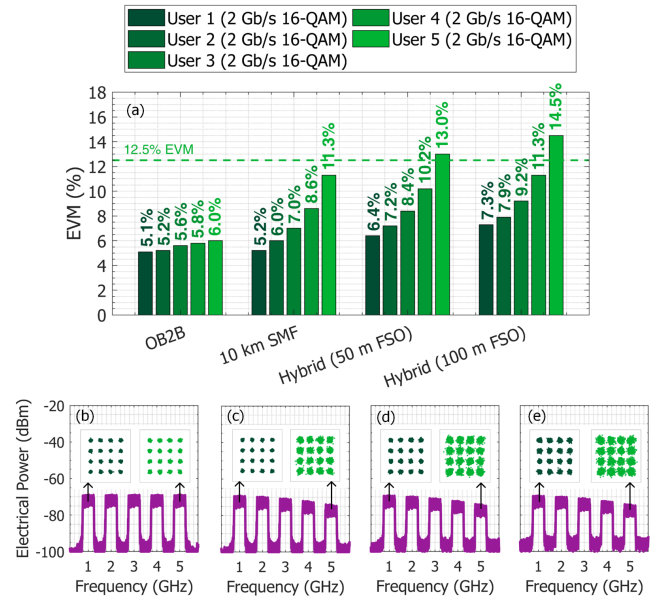 User 1 (2 Gb/s 16-QAM)
User 4 (2 Gb/s 16-QAM)
User 2 (2 Gb/s 16-QAM)
User 5 (2 Gb/s 16-QAM)
User 3 (2 Gb/s 16-QAM)
(a)
EVM (%)
18
16
14
12
10
8
6
4
2
0
12.5% EVM
5.1%
5.2%
5.6%
5.8%
6.0%
5.2%
6.0%
7.0%
8.6%
11.3%
6.4%
7.2%
8.4%
10.2%
13.0%
7.3%
7.9%
9.2%
11.3%
14.5%
OB2B
10 km SMF
Hybrid (50 m FSO)
Hybrid (100 m FSO)
Electrical Power (dBm)
-20
-40
-60
-80
-100
(b)
(c)
(d)
(e)
1 2 3 4 5
1 2 3 4 5
1 2 3 4 5
1 2 3 4 5
Frequency (GHz)
Frequency (GHz)
Frequency (GHz)
Frequency (GHz)